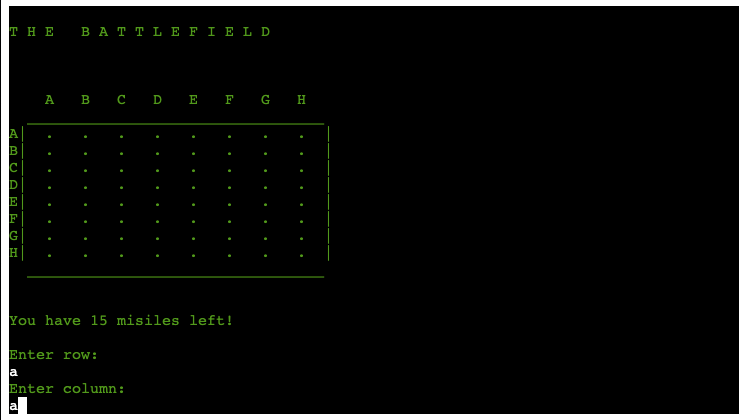 T H E   B A T T L E F I E L D
A   B   C   D   E   F   G   H
A|  .   .   .   .   .   .   .   .  |
B|  .   .   .   .   .   .   .   .  |
C|  .   .   .   .   .   .   .   .  |
D|  .   .   .   .   .   .   .   .  |
E|  .   .   .   .   .   .   .   .  |
F|  .   .   .   .   .   .   .   .  |
G|  .   .   .   .   .   .   .   .  |
H|  .   .   .   .   .   .   .   .  |
You have 15 misiles left!
Enter row:
a
Enter column:
a